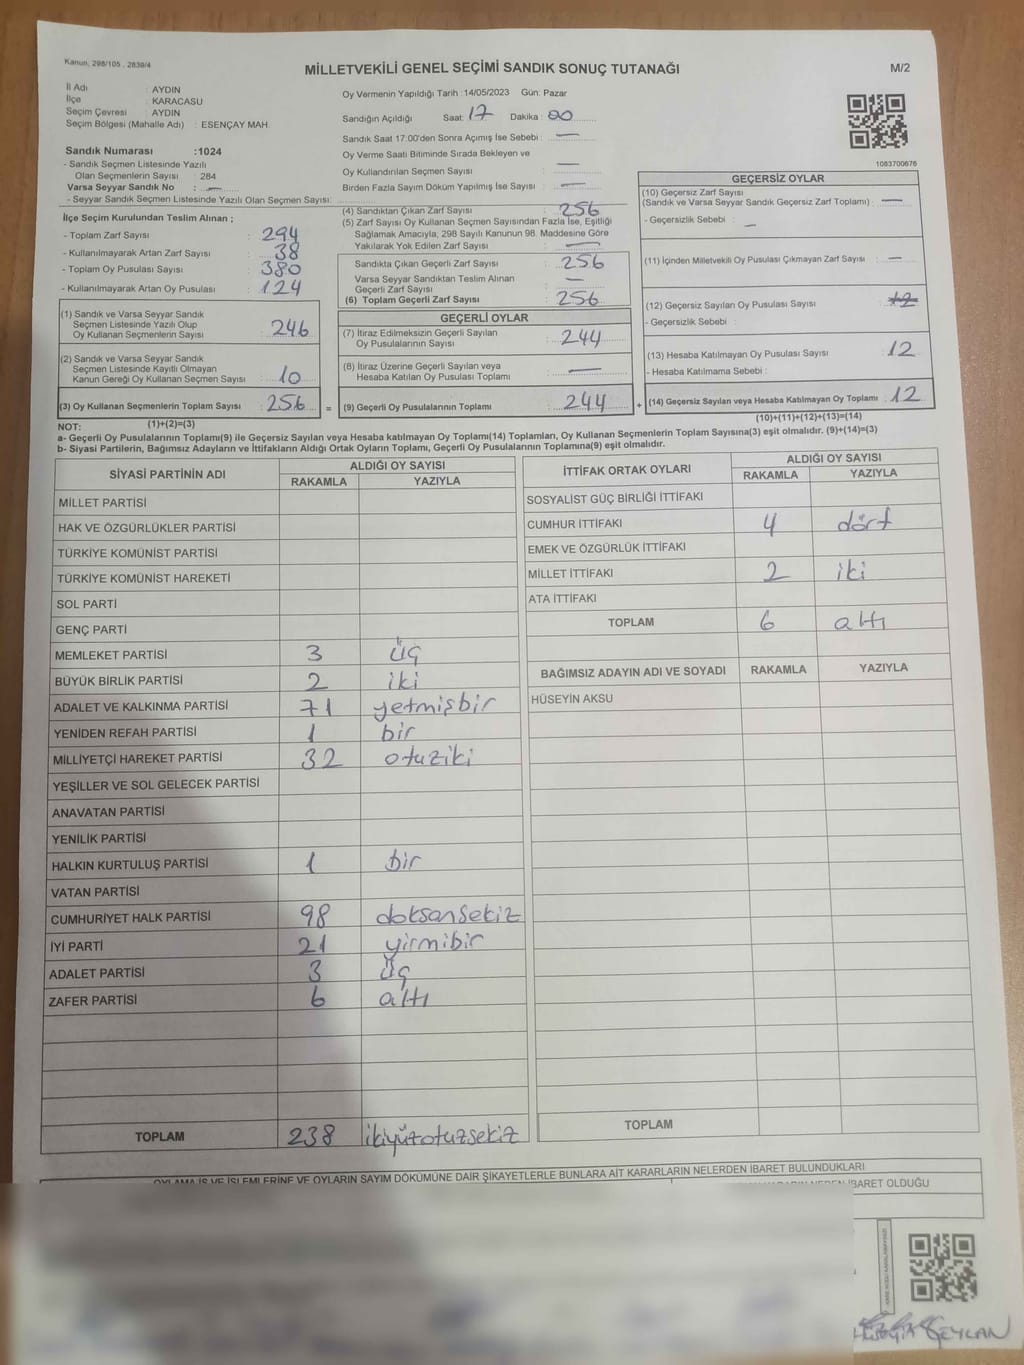 Kanun: 298/105 , 2839/4
MİLLETVEKİLİ GENEL SEÇİMİ SANDIK SONUÇ TUTANAĞI
M/2
İl Adı : AYDIN
İlçe : KARACASU
Seçim Çevresi : AYDIN
Seçim Bölgesi (Mahalle Adı) : ESENÇAY MAH.
Sandık Numarası :1024
- Sandık Seçmen Listesinde Yazılı
Olan Seçmenlerin Sayısı : 284
Varsa Seyyar Sandık No : —
- Seyyar Sandık Seçmen Listesinde Yazılı Olan Seçmen Sayısı:
İlçe Seçim Kurulundan Teslim Alınan ;
- Toplam Zarf Sayısı : 294
- Kullanılmayarak Artan Zarf Sayısı : 38
- Toplam Oy Pusulası Sayısı : 380
- Kullanılmayarak Artan Oy Pusulası : 124
(1) Sandık ve Varsa Seyyar Sandık
Seçmen Listesinde Yazılı Olup
Oy Kullanan Seçmenlerin Sayısı : 246
(2) Sandık ve Varsa Seyyar Sandık
Seçmen Listesinde Kayıtlı Olmayan
Kanun Gereği Oy Kullanan Seçmen Sayısı : 10
(3) Oy Kullanan Seçmenlerin Toplam Sayısı : 256
(1)+(2)=(3)
Oy Vermenin Yapıldığı Tarih :14/05/2023 Gün: Pazar
Sandığın Açıldığı Saat: 17 Dakika : 00
Sandık Saat 17:00'den Sonra Açımış İse Sebebi : —
Oy Verme Saati Bitiminde Sırada Bekleyen ve
Oy Kullandırılan Seçmen Sayısı : —
Birden Fazla Sayım Döküm Yapılmış İse Sayısı : —
(4) Sandıktan Çıkan Zarf Sayısı : 256
(5) Zarf Sayısı Oy Kullanan Seçmen Sayısından Fazla İse, Eşitliği
Sağlamak Amacıyla, 298 Sayılı Kanunun 98. Maddesine Göre
Yakılarak Yok Edilen Zarf Sayısı : —
Sandıkta Çıkan Geçerli Zarf Sayısı : 256
Varsa Seyyar Sandıktan Teslim Alınan
Geçerli Zarf Sayısı : —
(6) Toplam Geçerli Zarf Sayısı : 256
GEÇERLİ OYLAR
(7) İtiraz Edilmeksizin Geçerli Sayılan
Oy Pusulalarının Sayısı : 244
(8) İtiraz Üzerine Geçerli Sayılan veya
Hesaba Katılan Oy Pusulası Toplamı : —
= (9) Geçerli Oy Pusulalarının Toplamı : 244 +
1083700676
GEÇERSİZ OYLAR
(10) Geçersiz Zarf Sayısı
(Sandık ve Varsa Seyyar Sandık Geçersiz Zarf Toplamı) : —
- Geçersizlik Sebebi : —
(11) İçinden Milletvekili Oy Pusulası Çıkmayan Zarf Sayısı : —
(12) Geçersiz Sayılan Oy Pusulası Sayısı : 12
- Geçersizlik Sebebi :
(13) Hesaba Katılmayan Oy Pusulası Sayısı : 12
- Hesaba Katılmama Sebebi :
(14) Geçersiz Sayılan veya Hesaba Katılmayan Oy Toplamı : 12
(10)+(11)+(12)+(13)=(14)
NOT:
a- Geçerli Oy Pusulalarının Toplamı(9) ile Geçersiz Sayılan veya Hesaba katılmayan Oy Toplamı(14) Toplamları, Oy Kullanan Seçmenlerin Toplam Sayısına(3) eşit olmalıdır. (9)+(14)=(3)
b- Siyasi Partilerin, Bağımsız Adayların ve İttifakların Aldığı Ortak Oyların Toplamı, Geçerli Oy Pusulalarının Toplamına(9) eşit olmalıdır.
SİYASİ PARTİNİN ADI ALDIĞI OY SAYISI
RAKAMLA YAZIYLA
MİLLET PARTİSİ
HAK VE ÖZGÜRLÜKLER PARTİSİ
TÜRKİYE KOMÜNİST PARTİSİ
TÜRKİYE KOMÜNİST HAREKETİ
SOL PARTİ
GENÇ PARTİ
MEMLEKET PARTİSİ 3 üç
BÜYÜK BİRLİK PARTİSİ 2 iki
ADALET VE KALKINMA PARTİSİ 71 yetmişbir
YENİDEN REFAH PARTİSİ 1 bir
MİLLİYETÇİ HAREKET PARTİSİ 32 otuziki
YEŞİLLER VE SOL GELECEK PARTİSİ
ANAVATAN PARTİSİ
YENİLİK PARTİSİ
HALKIN KURTULUŞ PARTİSİ 1 bir
VATAN PARTİSİ
CUMHURİYET HALK PARTİSİ 98 doksansekiz
İYİ PARTİ 21 yirmibir
ADALET PARTİSİ 3 üç
ZAFER PARTİSİ 6 altı
TOPLAM 238 ikiyüzotuzsekiz
İTTİFAK ORTAK OYLARI ALDIĞI OY SAYISI
RAKAMLA YAZIYLA
SOSYALİST GÜÇ BİRLİĞİ İTTİFAKI
CUMHUR İTTİFAKI 4 dört
EMEK VE ÖZGÜRLÜK İTTİFAKI
MİLLET İTTİFAKI 2 iki
ATA İTTİFAKI
TOPLAM 6 altı
BAĞIMSIZ ADAYIN ADI VE SOYADI RAKAMLA YAZIYLA
HÜSEYİN AKSU
TOPLAM
OYLAMA İŞ VE İŞLEMLERİNE VE OYLARIN SAYIM DÖKÜMÜNE DAİR ŞİKAYETLERLE BUNLARA AİT KARARLARIN NELERDEN İBARET BULUNDUKLARI
İBARET OLDUĞU
CEYLAN